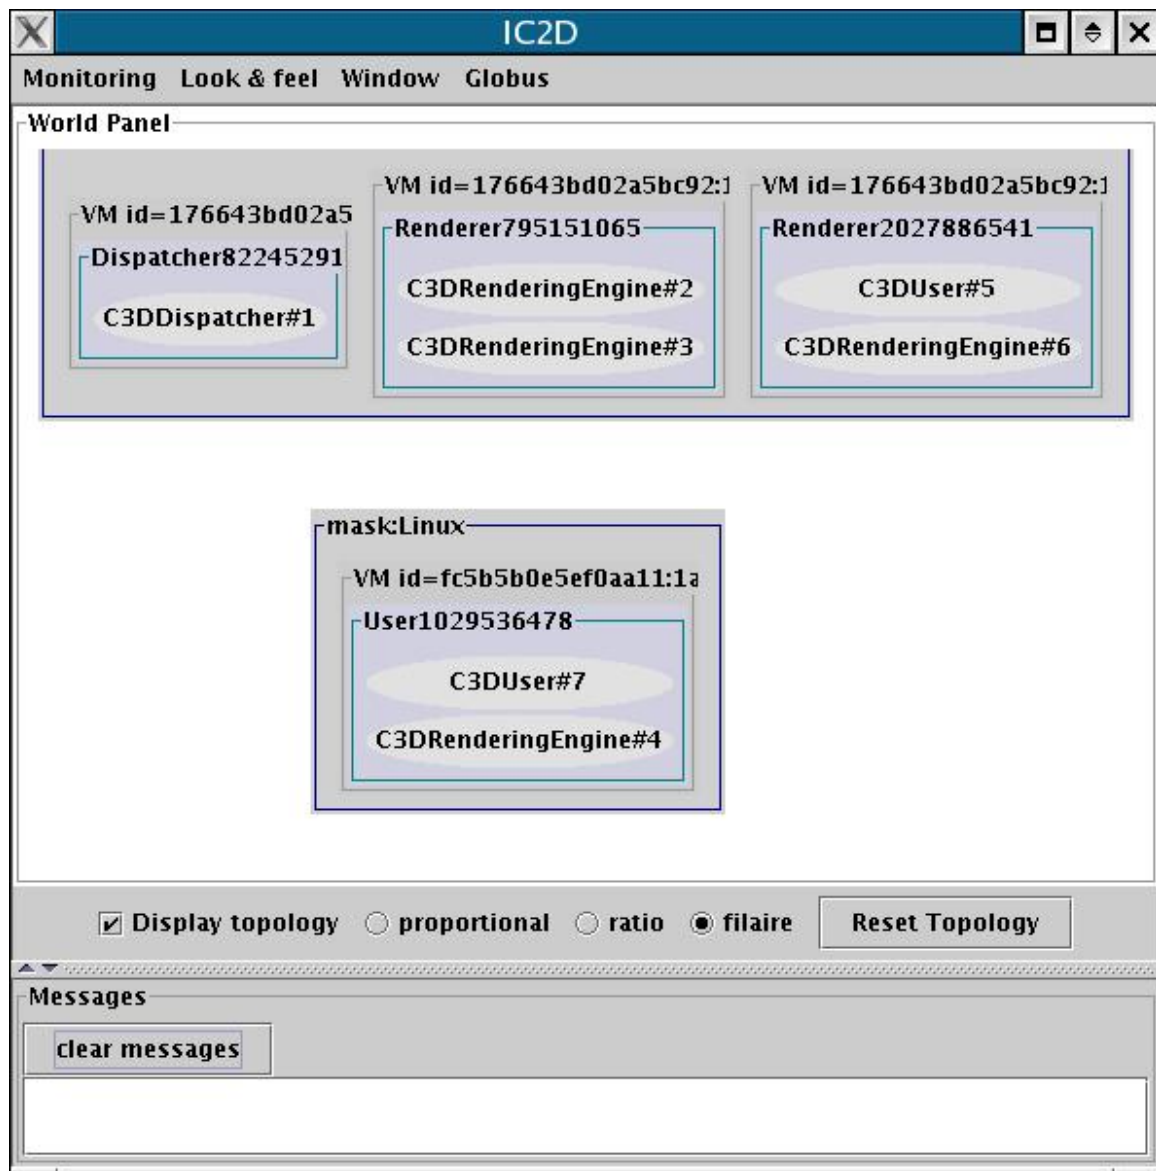 IC2D
Monitoring Look & feel Window Globus
World Panel
VM id=176643bd02a5
Dispatcher82245291
C3DDispatcher#1
VM id=176643bd02a5bc92:1
Renderer795151065
C3DRenderingEngine#2
C3DRenderingEngine#3
VM id=176643bd02a5bc92:1
Renderer2027886541
C3DUser#5
C3DRenderingEngine#6
mask:Linux
VM id=fc5b5b0e5ef0aa11:1a
User1029536478
C3DUser#7
C3DRenderingEngine#4
Display topology proportional ratio filaire Reset Topology
Messages
clear messages